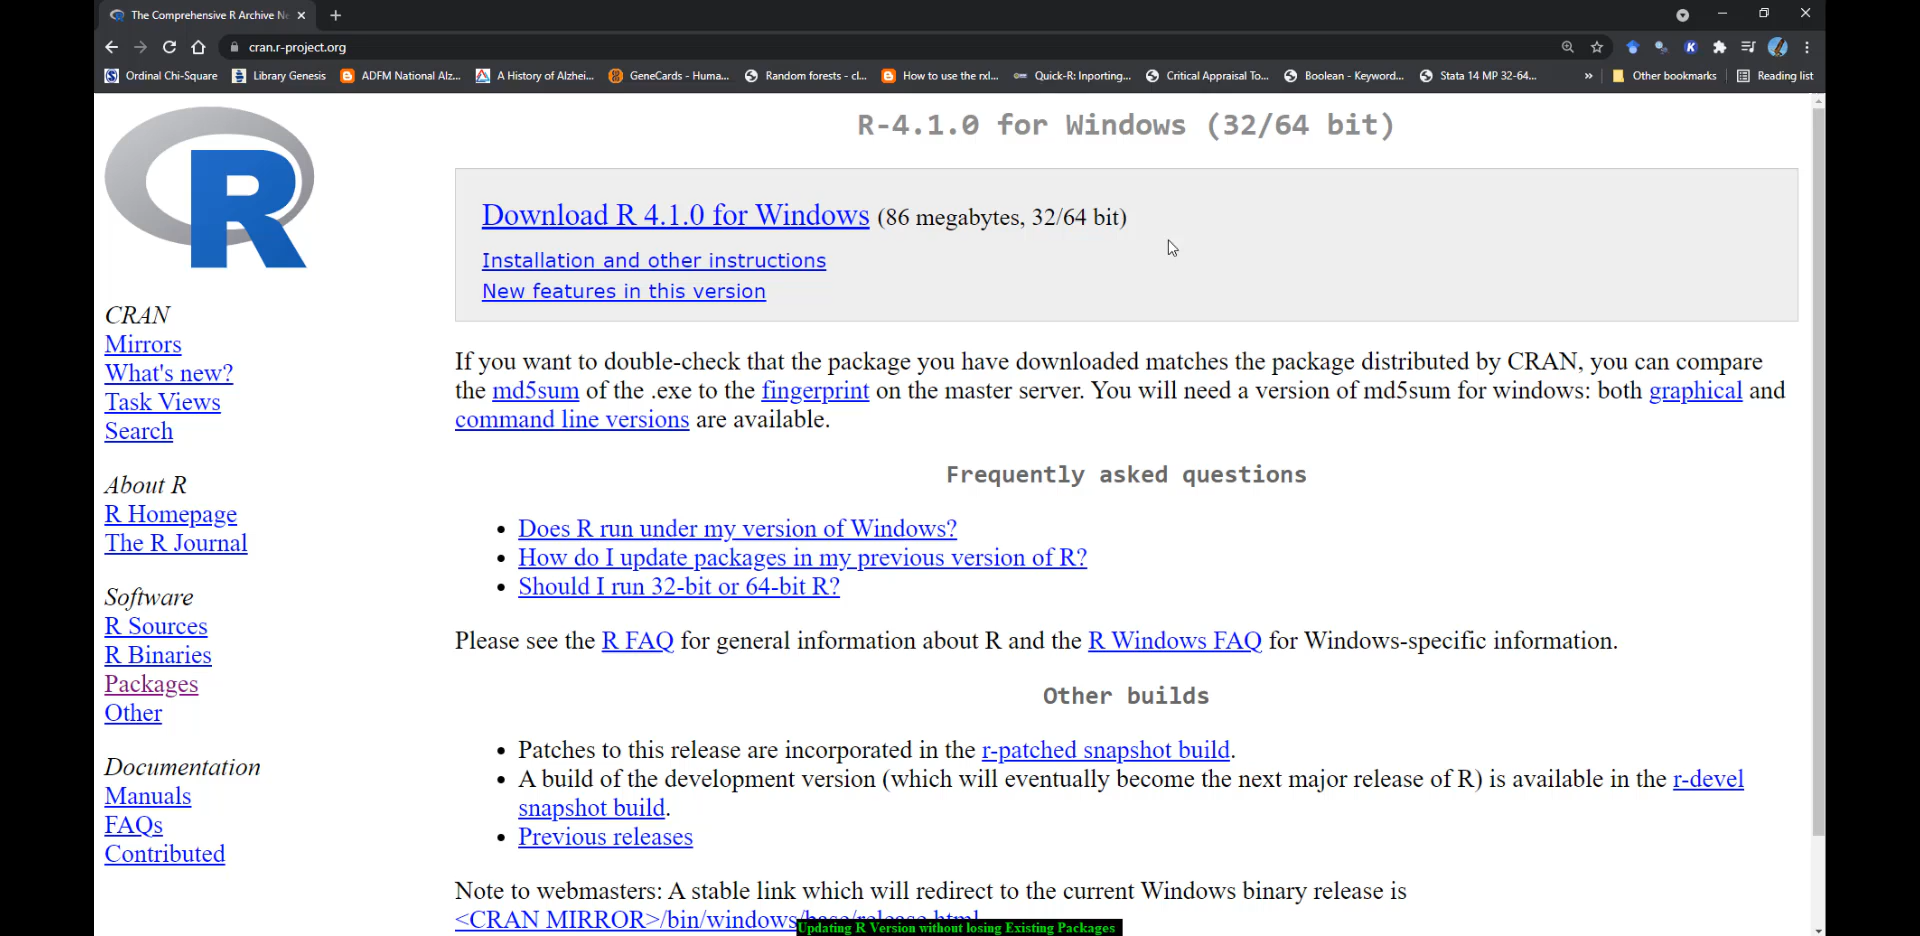 The Comprehensive R Archive Ne
cran.r-project.org
Ordinal Chi-Square
Library Genesis
ADFM National Alz...
A History of Alzhei...
GeneCards - Huma...
Random forests - cl...
How to use the rxl...
Quick-R: Inporting...
Critical Appraisal To...
Boolean - Keyword...
Stata 14 MP 32-64...
Other bookmarks
Reading list
R
CRAN
Mirrors
What's new?
Task Views
Search
About R
R Homepage
The R Journal
Software
R Sources
R Binaries
Packages
Other
Documentation
Manuals
FAQs
Contributed
R-4.1.0 for Windows (32/64 bit)
Download R 4.1.0 for Windows (86 megabytes, 32/64 bit)
Installation and other instructions
New features in this version
If you want to double-check that the package you have downloaded matches the package distributed by CRAN, you can compare
the md5sum of the .exe to the fingerprint on the master server. You will need a version of md5sum for windows: both graphical and
command line versions are available.
Frequently asked questions
Does R run under my version of Windows?
How do I update packages in my previous version of R?
Should I run 32-bit or 64-bit R?
Please see the R FAQ for general information about R and the R Windows FAQ for Windows-specific information.
Other builds
Patches to this release are incorporated in the r-patched snapshot build.
A build of the development version (which will eventually become the next major release of R) is available in the r-devel
snapshot build.
Previous releases
Note to webmasters: A stable link which will redirect to the current Windows binary release is
<CRAN MIRROR>/bin/windows/base/release.html
Updating R Version without losing Existing Packages